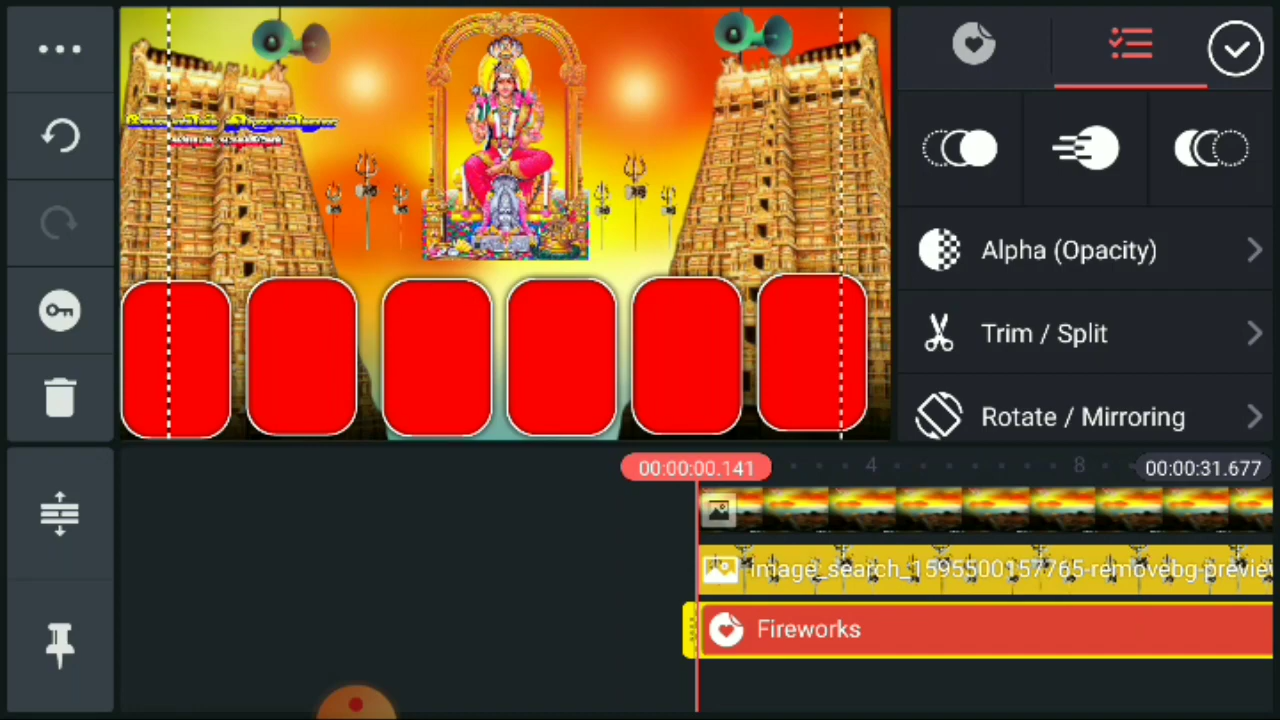 Alpha (Opacity)
Trim / Split
Rotate / Mirroring
00:00:00.141
4
8
00:00:31.677
image_search_1595500157765-removebg-previe
Fireworks